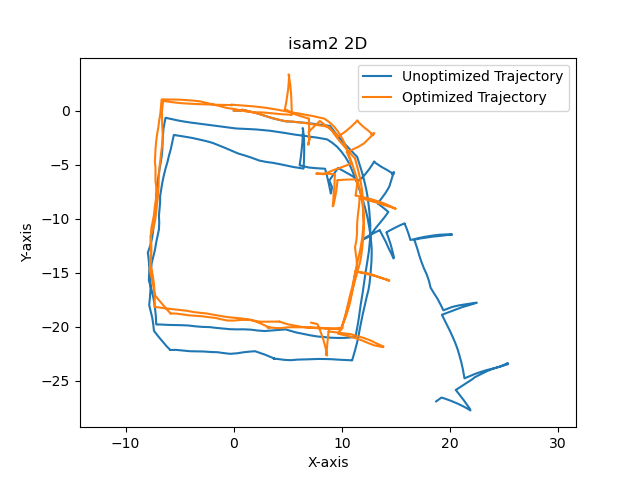 isam2 2D
Unoptimized Trajectory
Optimized Trajectory
0
−5
−10
−15
−20
−25
Y-axis
−10
0
10
20
30
X-axis